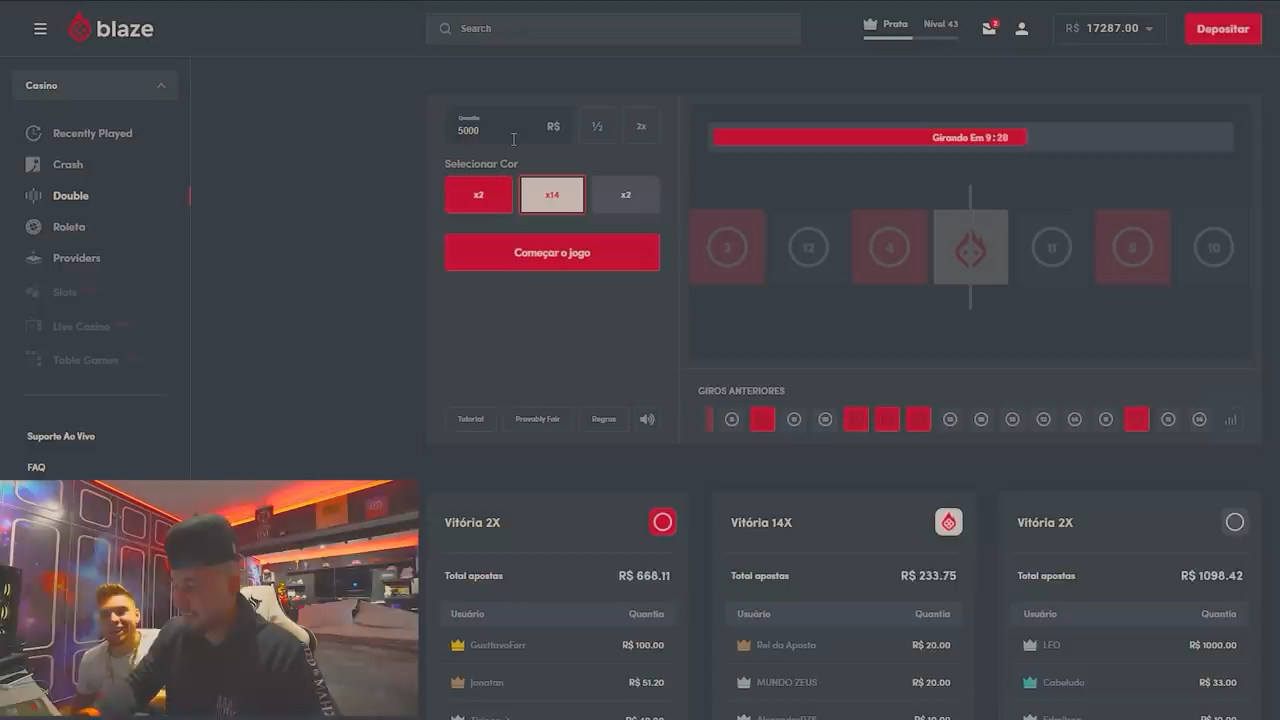 blaze
Search
Prata
Nível 43
2
R$ 17287.00
Depositar
Casino
Recently Played
Crash
Double
Roleta
Providers
Slots
Live Casino
Table Games
Suporte Ao Vivo
FAQ
Quantia
5000
R$
½
2x
Selecionar Cor
x2
x14
x2
Começar o jogo
Tutorial
Provably Fair
Regras
Girando Em 9:20
3
12
4
11
8
10
GIROS ANTERIORES
Vitória 2X
Total apostas
R$ 668.11
Usuário
Quantia
GusttavoFerr
R$ 100.00
Jonatan
R$ 51.20
Vitória 14X
Total apostas
R$ 233.75
Usuário
Quantia
Rei da Aposta
R$ 20.00
MUNDO ZEUS
R$ 20.00
Vitória 2X
Total apostas
R$ 1098.42
Usuário
Quantia
LEO
R$ 1000.00
Cabeludo
R$ 33.00